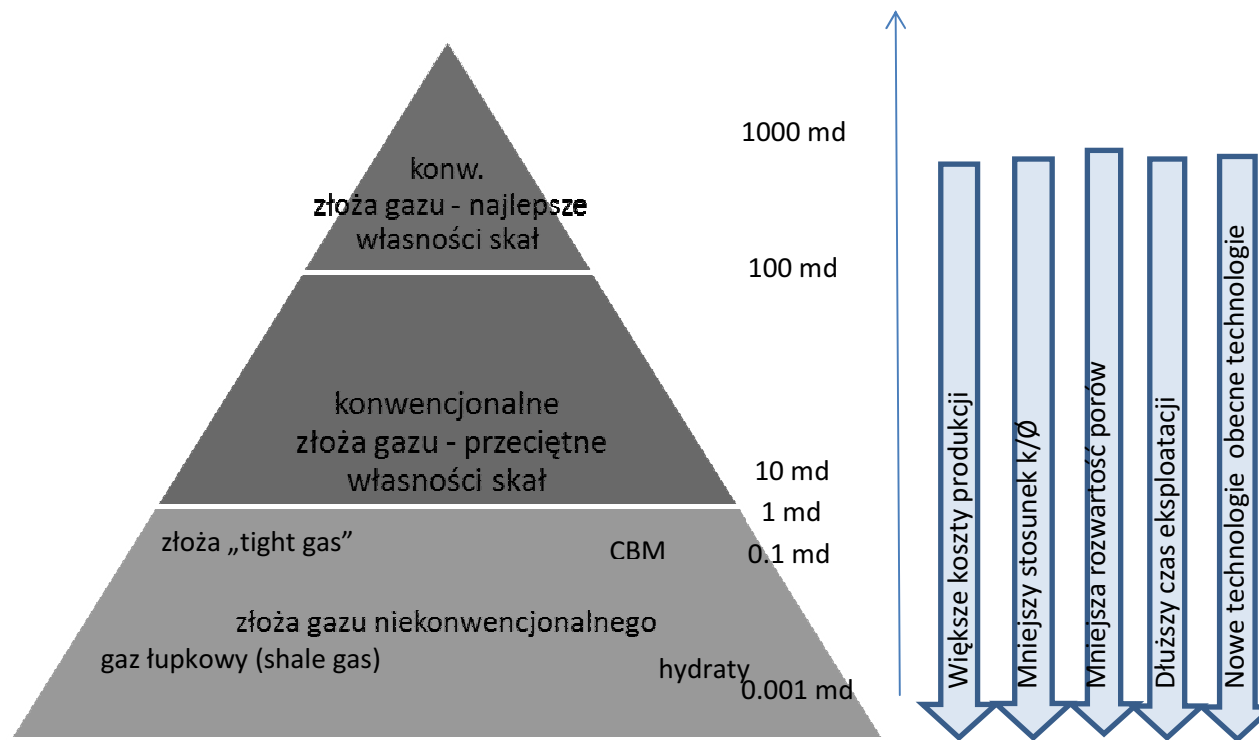 konw.
złoża gazu - najlepsze
własności skał
konwencjonalne
złoża gazu - przeciętne
własności skał
złoża „tight gas”
CBM
złoża gazu niekonwencjonalnego
gaz łupkowy (shale gas)
hydraty
1000 md
100 md
10 md
1 md
0.1 md
0.001 md
Większe koszty produkcji
Mniejszy stosunek k/Ø
Mniejsza rozwartość porów
Dłuższy czas eksploatacji
Nowe technologie obecne technologie